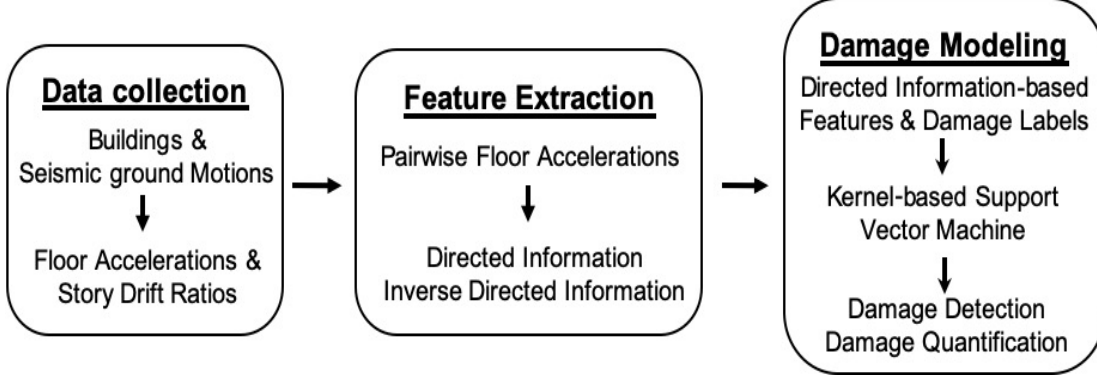 Data collection
Buildings &
Seismic ground Motions
Floor Accelerations &
Story Drift Ratios
Feature Extraction
Pairwise Floor Accelerations
Directed Information
Inverse Directed Information
Damage Modeling
Directed Information-based
Features & Damage Labels
Kernel-based Support
Vector Machine
Damage Detection
Damage Quantification